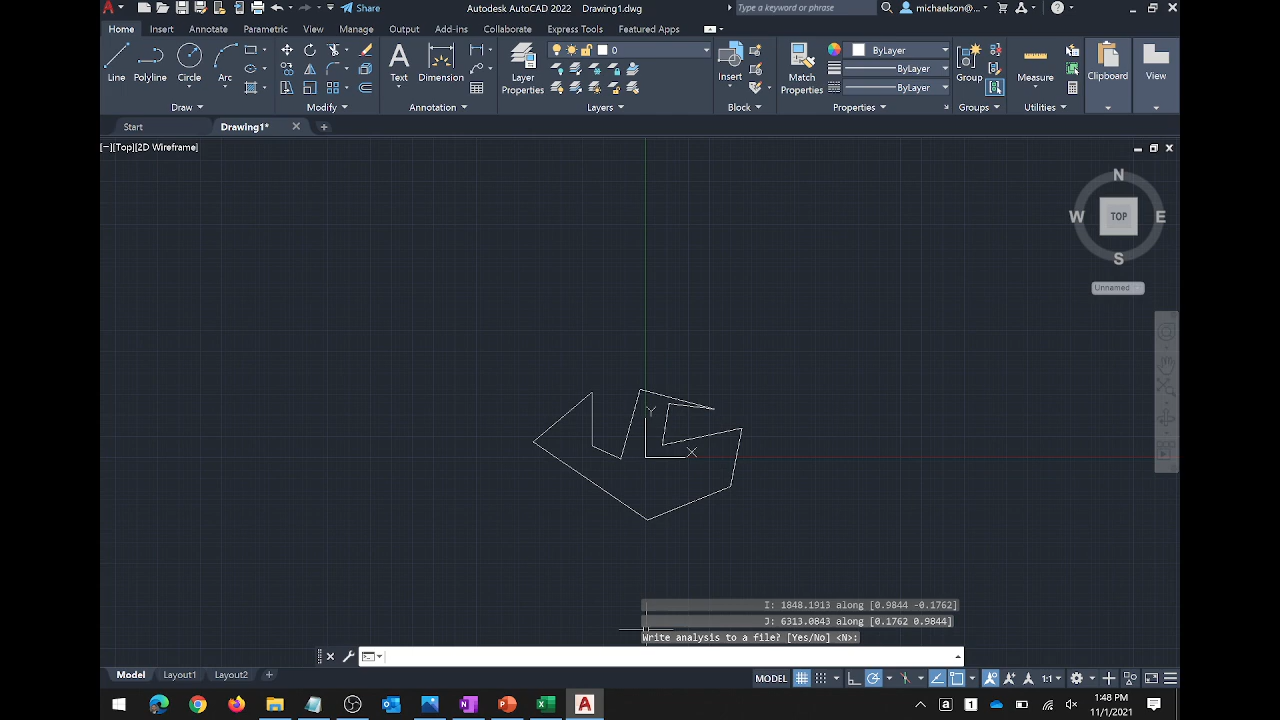 Share
Autodesk AutoCAD 2022 Drawing1.dwg
Type a keyword or phrase
michaelson@...
Home Insert Annotate Parametric View Manage Output Add-ins Collaborate Express Tools Featured Apps
Line Polyline Circle Arc
Text Dimension
Layer Properties
0
Insert
Match Properties
ByLayer
ByLayer
ByLayer
Group Measure Clipboard View
Draw Modify Annotation Layers Block Properties Groups Utilities
Start Drawing1* +
[−][Top][2D Wireframe]
N
W TOP E
S
Unnamed
Y
X
I: 1848.1913 along [0.9844 -0.1762]
J: 6313.0843 along [0.1762 0.9844]
Write analysis to a file? [Yes/No] <N>:
Model Layout1 Layout2 +
MODEL 1:1
1:48 PM
11/1/2021